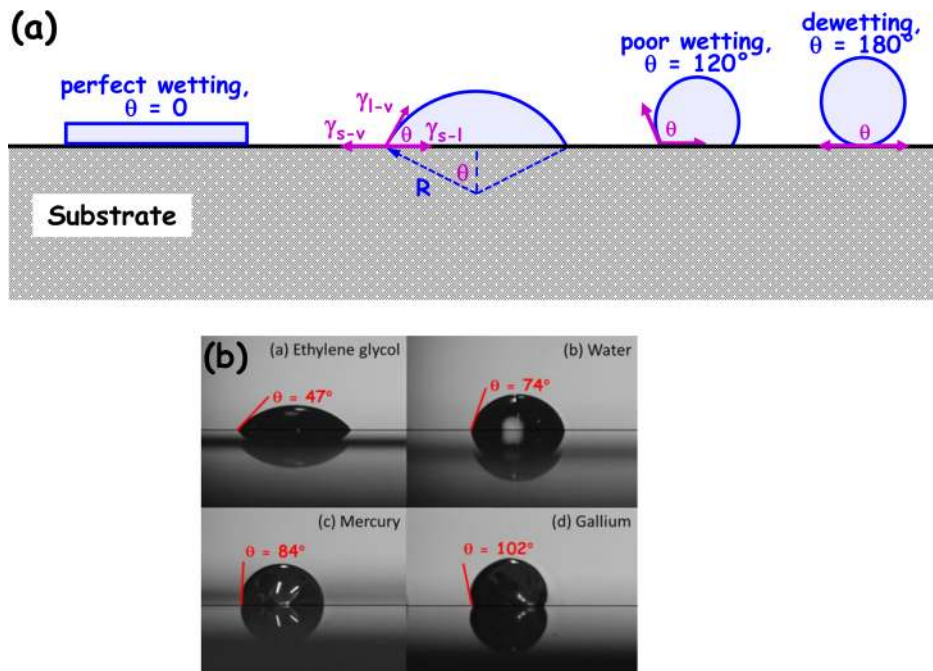 (a)
perfect wetting,
θ = 0
γl-v
γs-v
θ
γs-l
θ
R
poor wetting,
θ = 120°
θ
dewetting,
θ = 180°
θ
Substrate
(b)
(a) Ethylene glycol
θ = 47°
(b) Water
θ = 74°
(c) Mercury
θ = 84°
(d) Gallium
θ = 102°